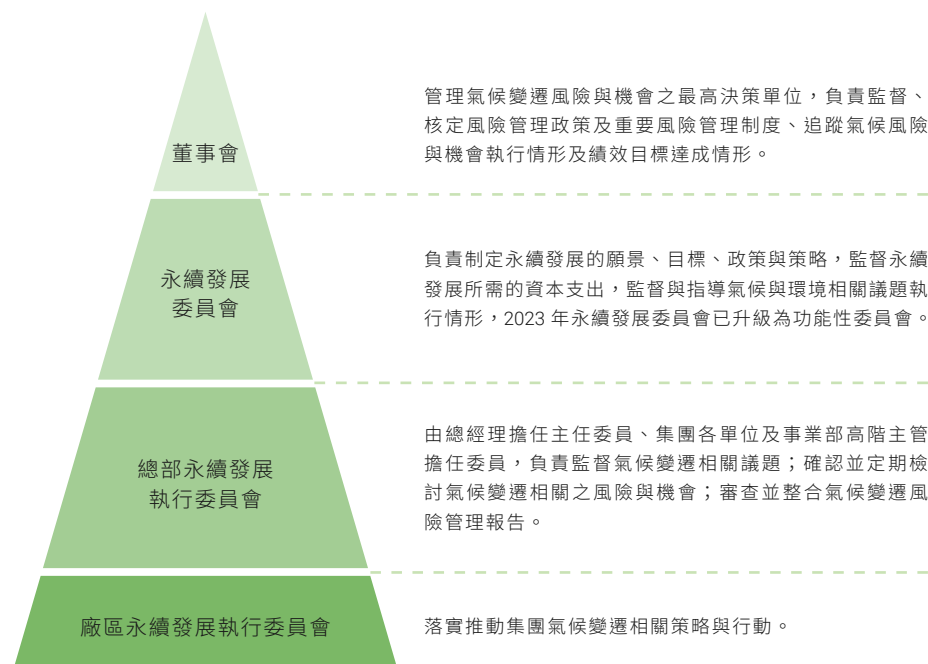 董事會
管理氣候變遷風險與機會之最高決策單位，負責監督、
核定風險管理政策及重要風險管理制度、追蹤氣候風險
與機會執行情形及績效目標達成情形。
永續發展
委員會
負責制定永續發展的願景、目標、政策與策略，監督永續
發展所需的資本支出，監督與指導氣候與環境相關議題執
行情形，2023 年永續發展委員會已升級為功能性委員會。
總部永續發展
執行委員會
由總經理擔任主任委員、集團各單位及事業部高階主管
擔任委員，負責監督氣候變遷相關議題；確認並定期檢
討氣候變遷相關之風險與機會；審查並整合氣候變遷風
險管理報告。
廠區永續發展執行委員會
落實推動集團氣候變遷相關策略與行動。